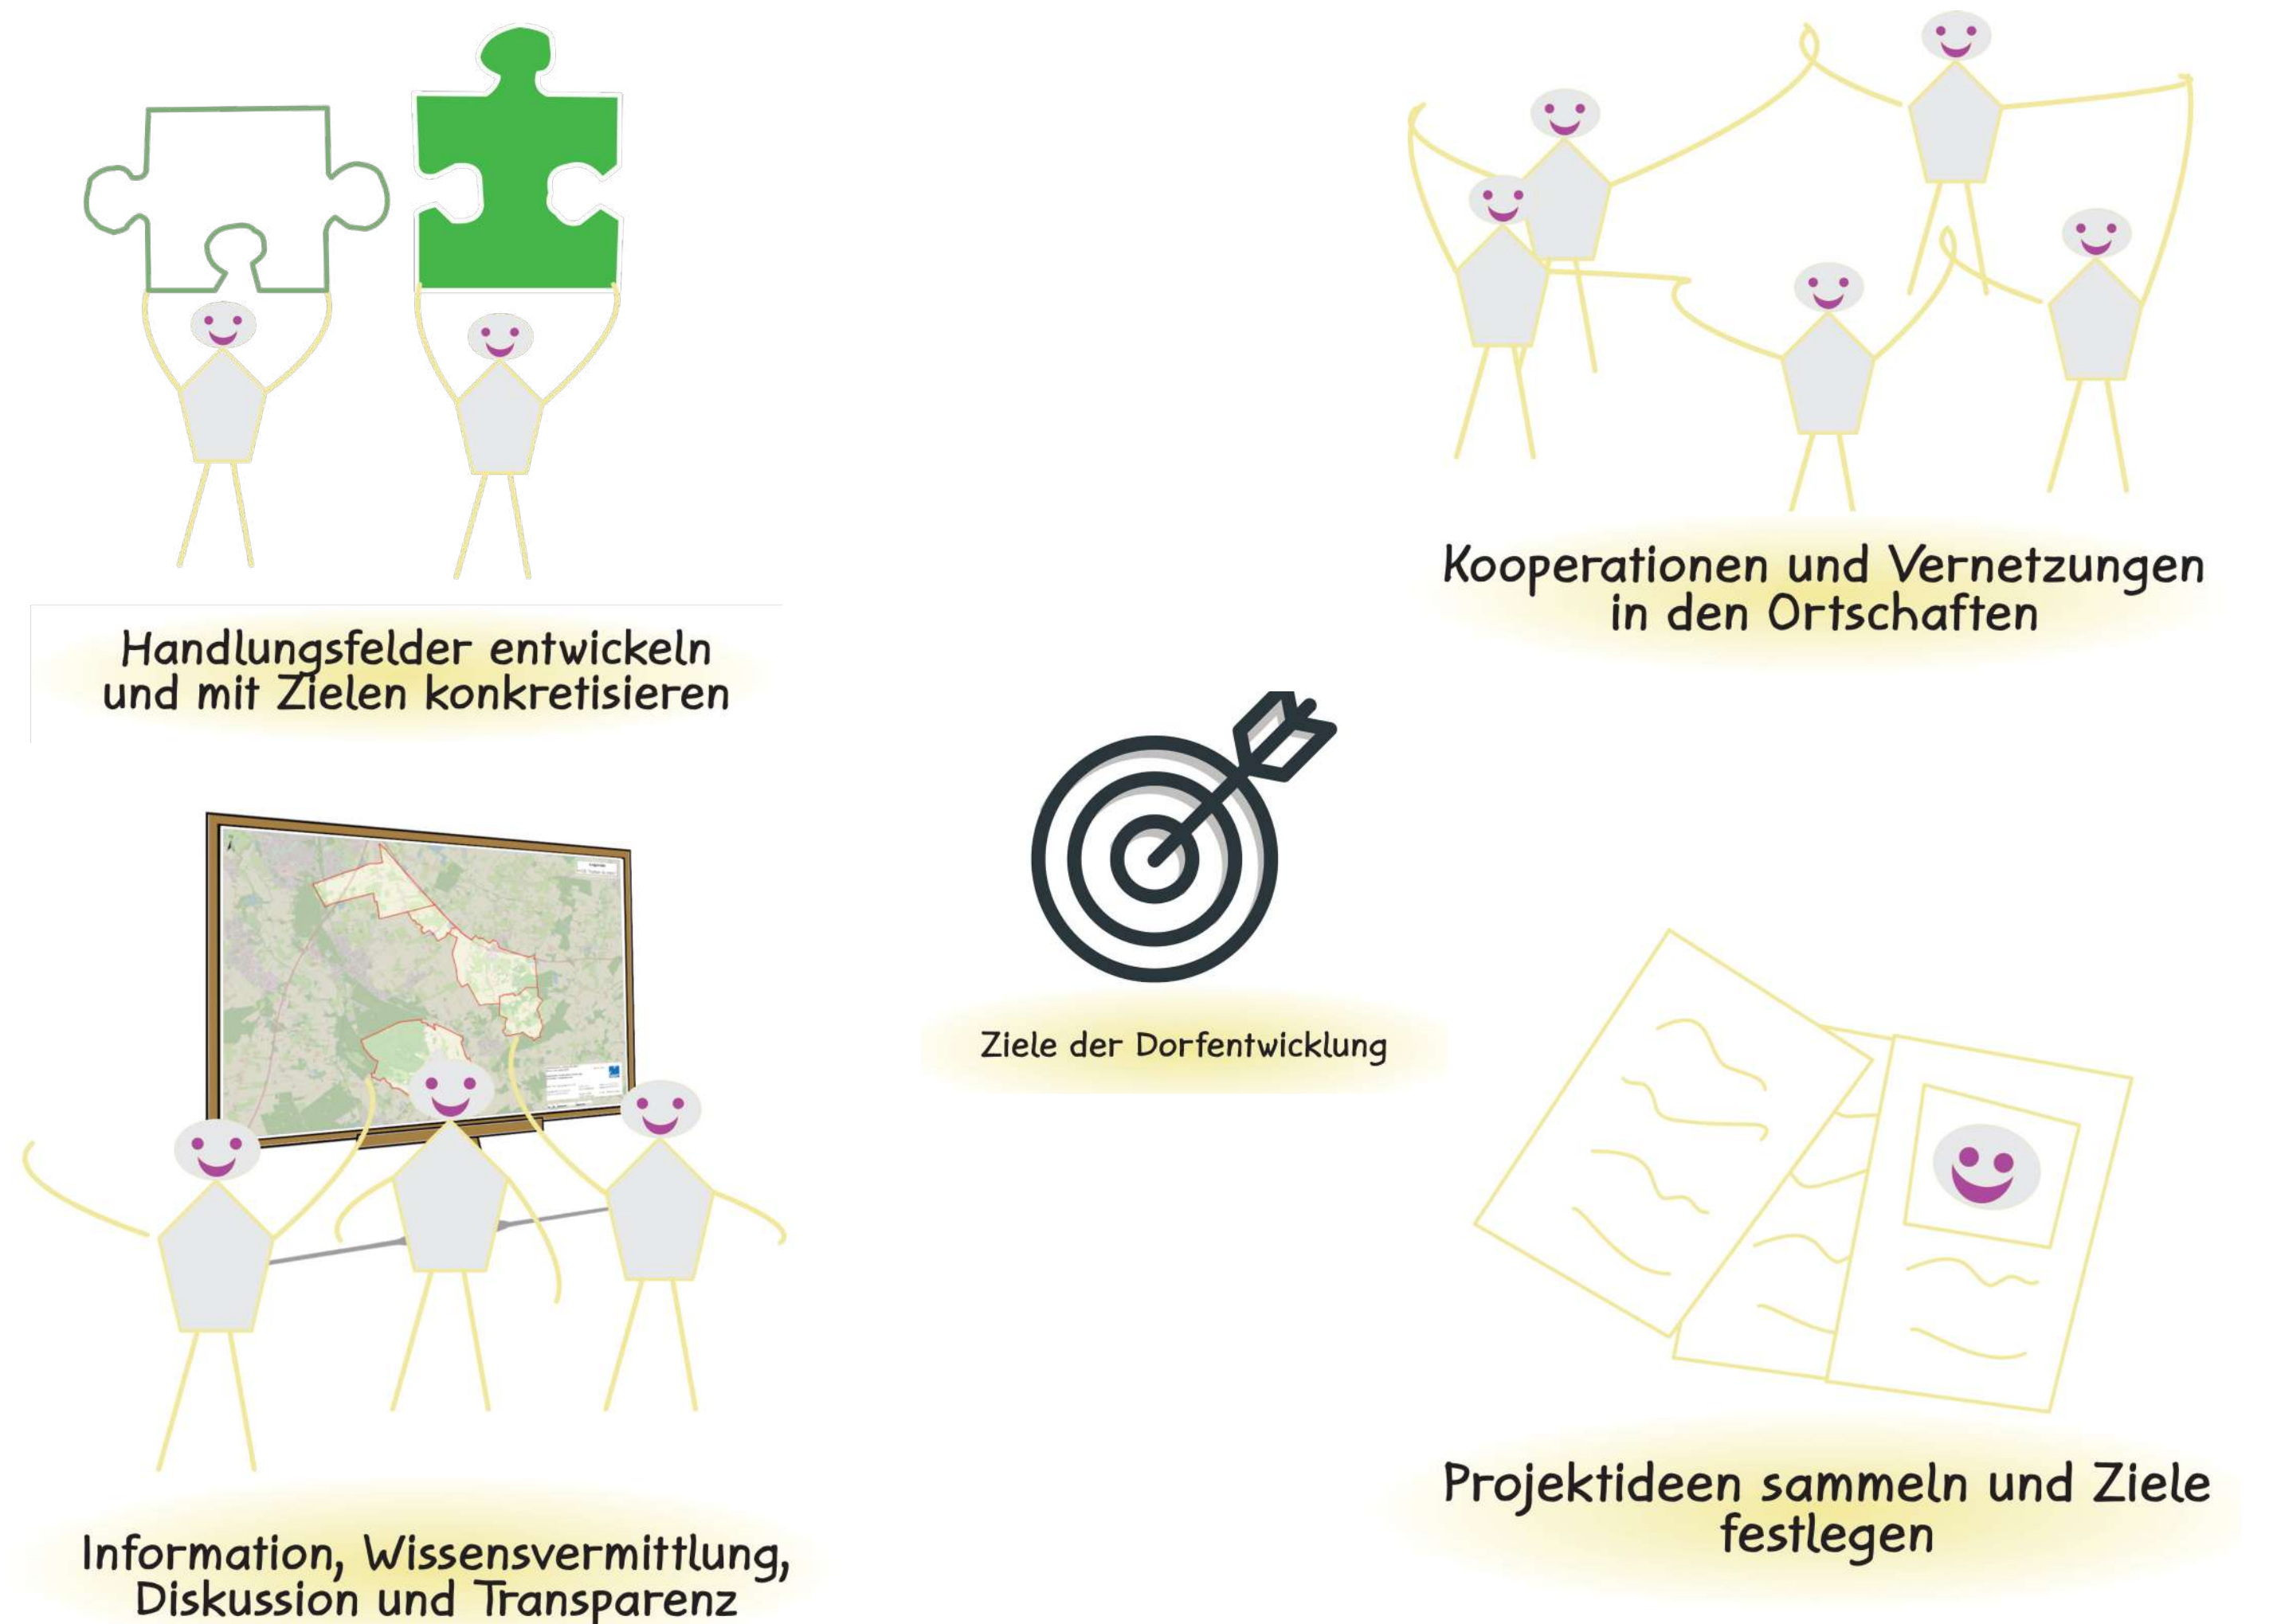 Handlungsfelder entwickeln
und mit Zielen konkretisieren
Kooperationen und Vernetzungen
in den Ortschaften
Ziele der Dorfentwicklung
Information, Wissensvermittlung,
Diskussion und Transparenz
Projektideen sammeln und Ziele
festlegen